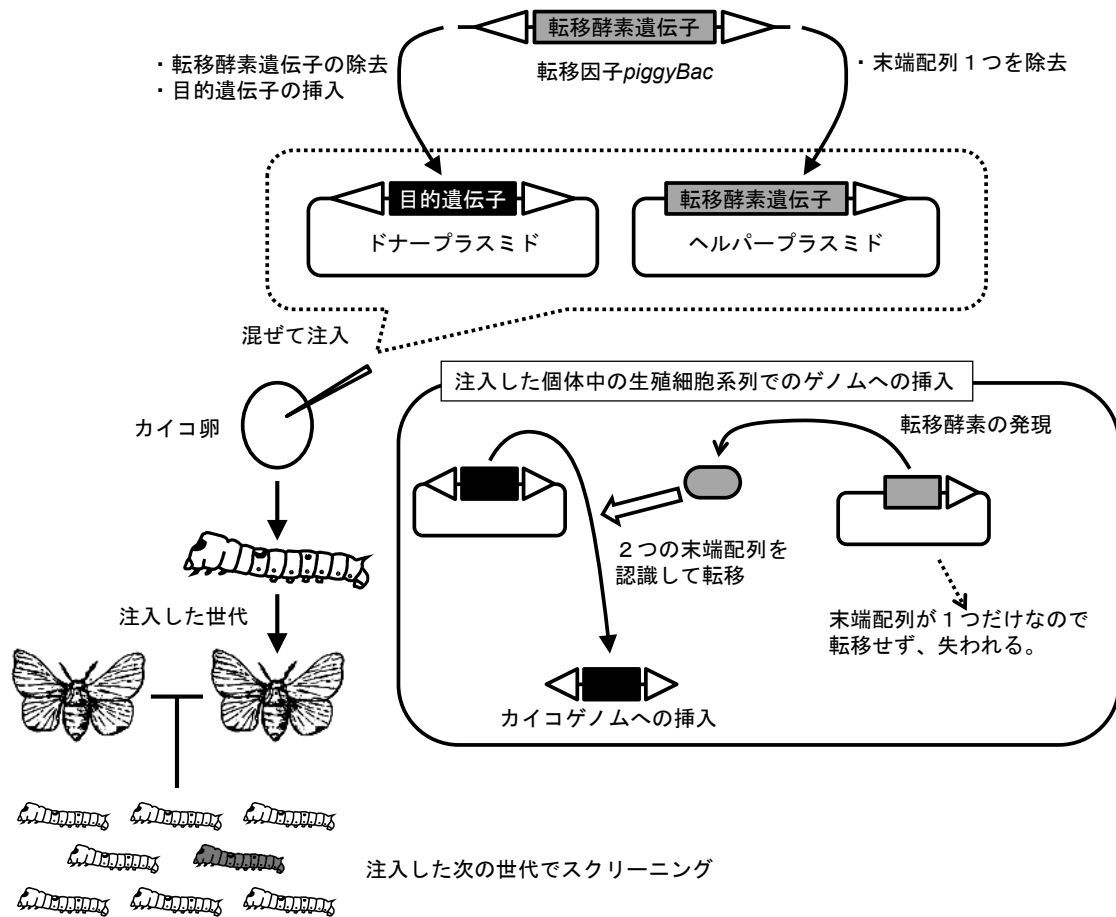 転移酵素遺伝子
・転移酵素遺伝子の除去
・目的遺伝子の挿入
転移因子piggyBac
・末端配列１つを除去
目的遺伝子
ドナープラスミド
転移酵素遺伝子
ヘルパープラスミド
混ぜて注入
カイコ卵
注入した世代
注入した個体中の生殖細胞系列でのゲノムへの挿入
転移酵素の発現
２つの末端配列を
認識して転移
末端配列が１つだけなので
転移せず、失われる。
カイコゲノムへの挿入
注入した次の世代でスクリーニング